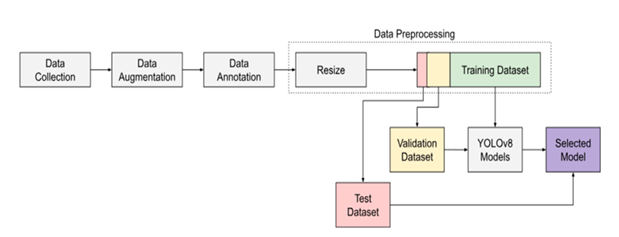 Data Preprocessing
Data
Collection
Data
Augmentation
Data
Annotation
Resize
Training Dataset
Validation
Dataset
YOLOv8
Models
Selected
Model
Test
Dataset